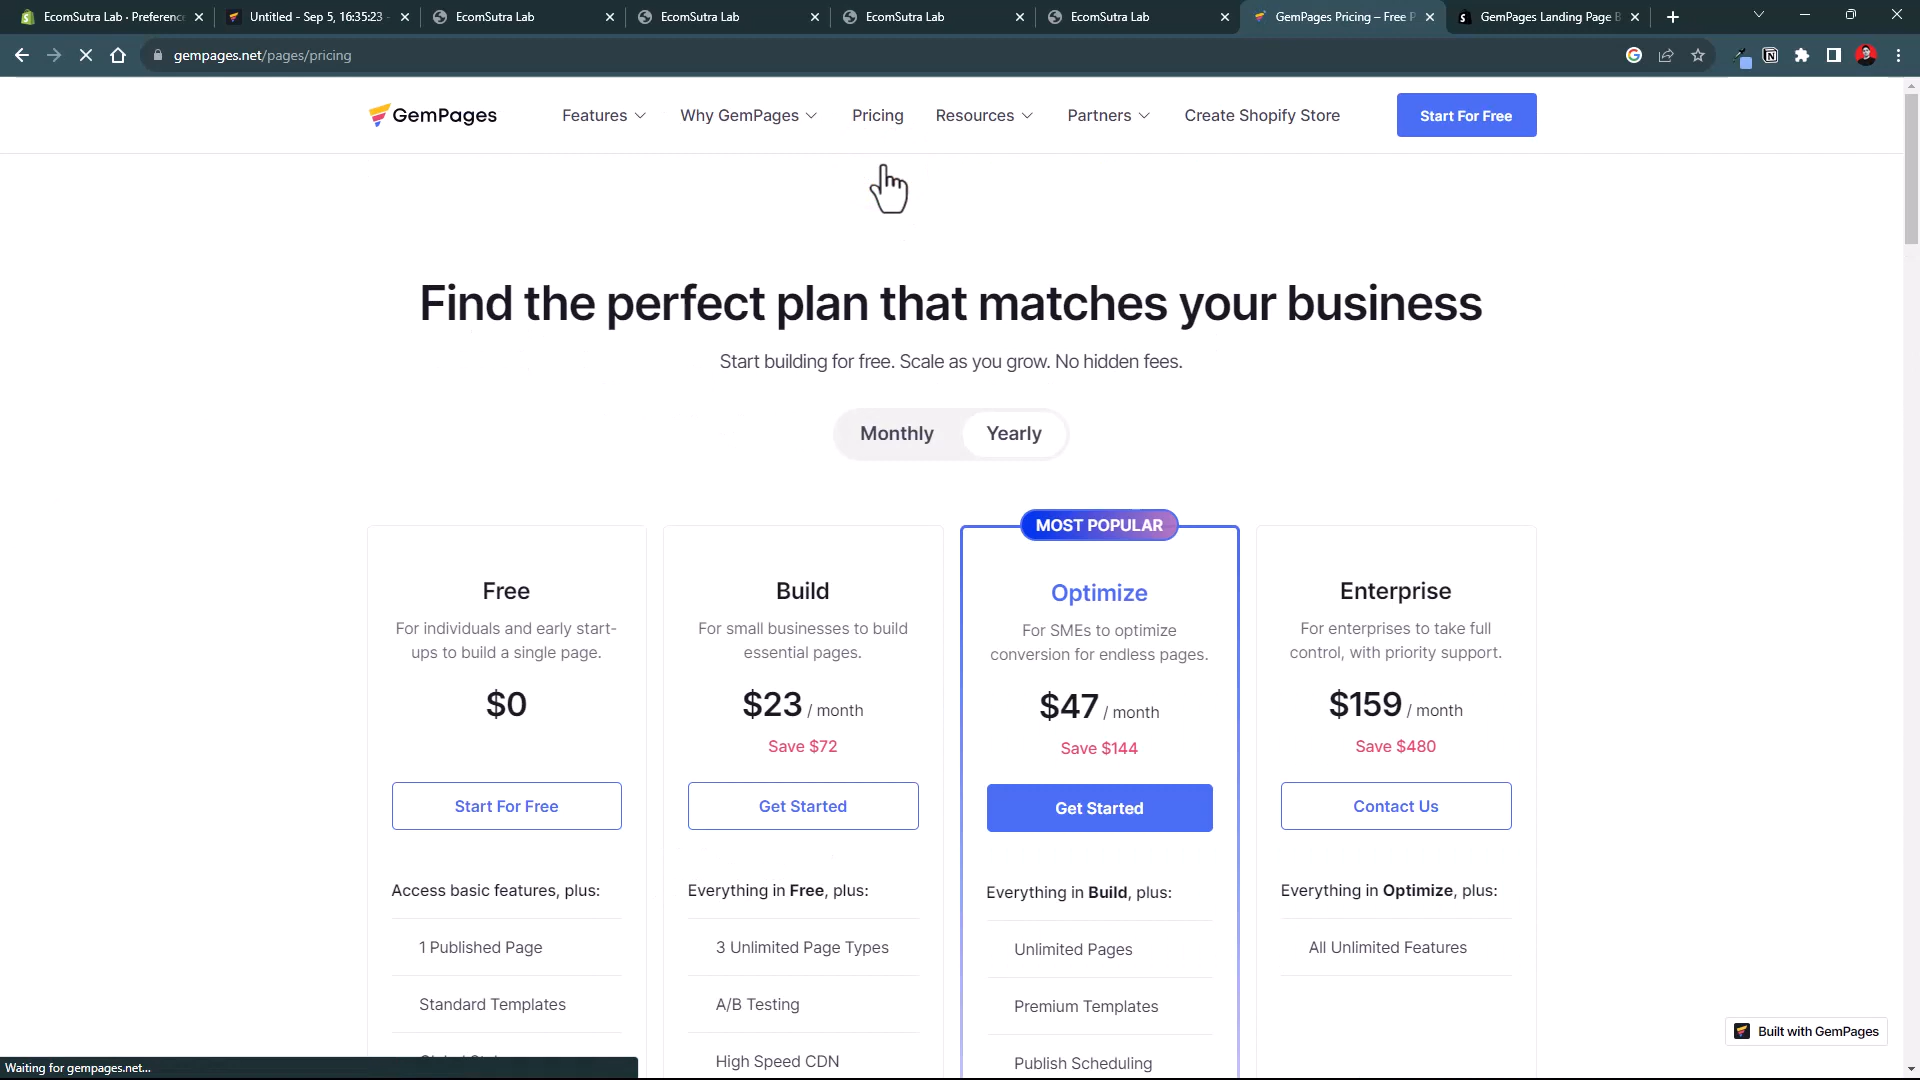 EcomSutra Lab · Preference
Untitled - Sep 5, 16:35:23 -
EcomSutra Lab
EcomSutra Lab
EcomSutra Lab
EcomSutra Lab
GemPages Pricing – Free P
GemPages Landing Page B
gempages.net/pages/pricing
GemPages
Features
Why GemPages
Pricing
Resources
Partners
Create Shopify Store
Start For Free
Find the perfect plan that matches your business
Start building for free. Scale as you grow. No hidden fees.
Monthly
Yearly
MOST POPULAR
Free
For individuals and early start-
ups to build a single page.
$0
Start For Free
Access basic features, plus:
1 Published Page
Standard Templates
Build
For small businesses to build
essential pages.
$23 / month
Save $72
Get Started
Everything in Free, plus:
3 Unlimited Page Types
A/B Testing
High Speed CDN
Optimize
For SMEs to optimize
conversion for endless pages.
$47 / month
Save $144
Get Started
Everything in Build, plus:
Unlimited Pages
Premium Templates
Publish Scheduling
Enterprise
For enterprises to take full
control, with priority support.
$159 / month
Save $480
Contact Us
Everything in Optimize, plus:
All Unlimited Features
Built with GemPages
Waiting for gempages.net...